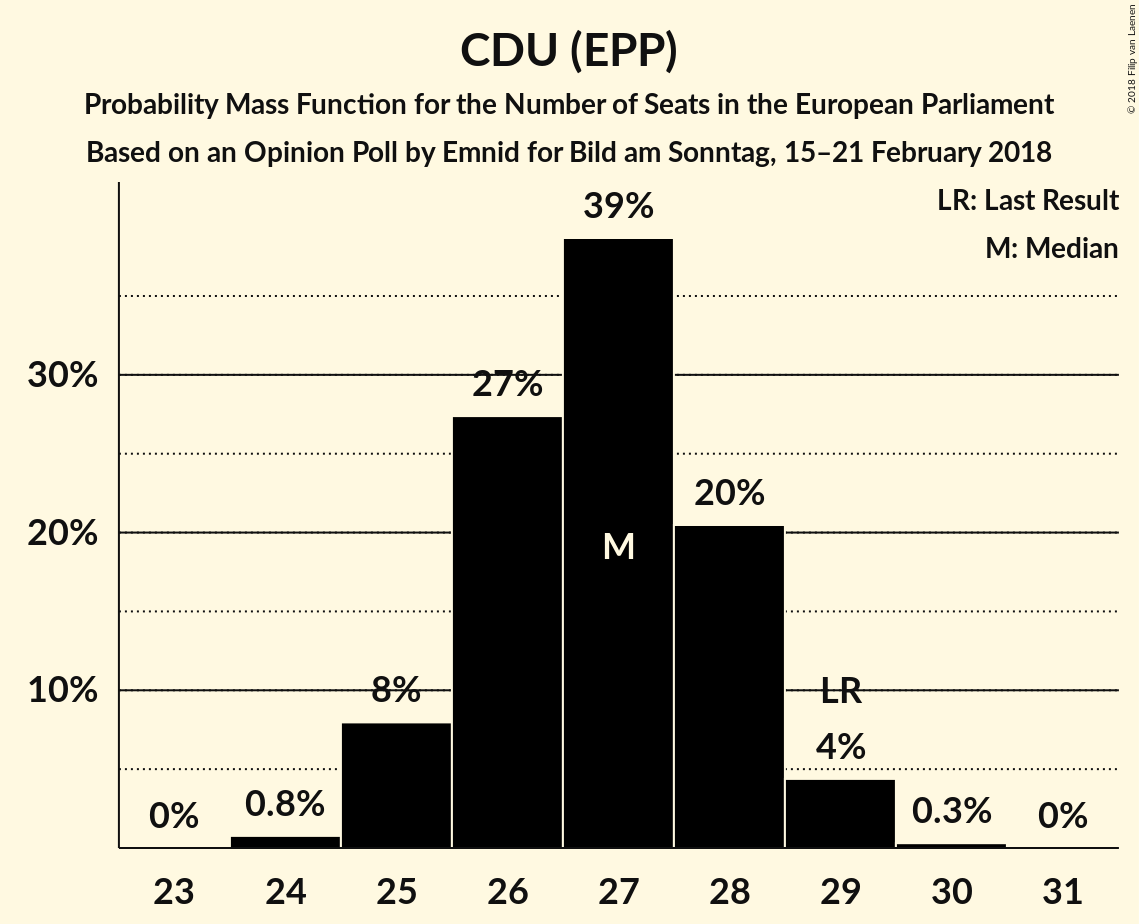 CDU (EPP)
Probability Mass Function for the Number of Seats in the European Parliament
Based on an Opinion Poll by Emnid for Bild am Sonntag, 15–21 February 2018
© 2018 Filip van Laenen
LR: Last Result
M: Median
39%
30%
27%
20%
20%
M
10%
8%
LR
4%
0%
0.8%
0.3%
0%
23 24 25 26 27 28 29 30 31